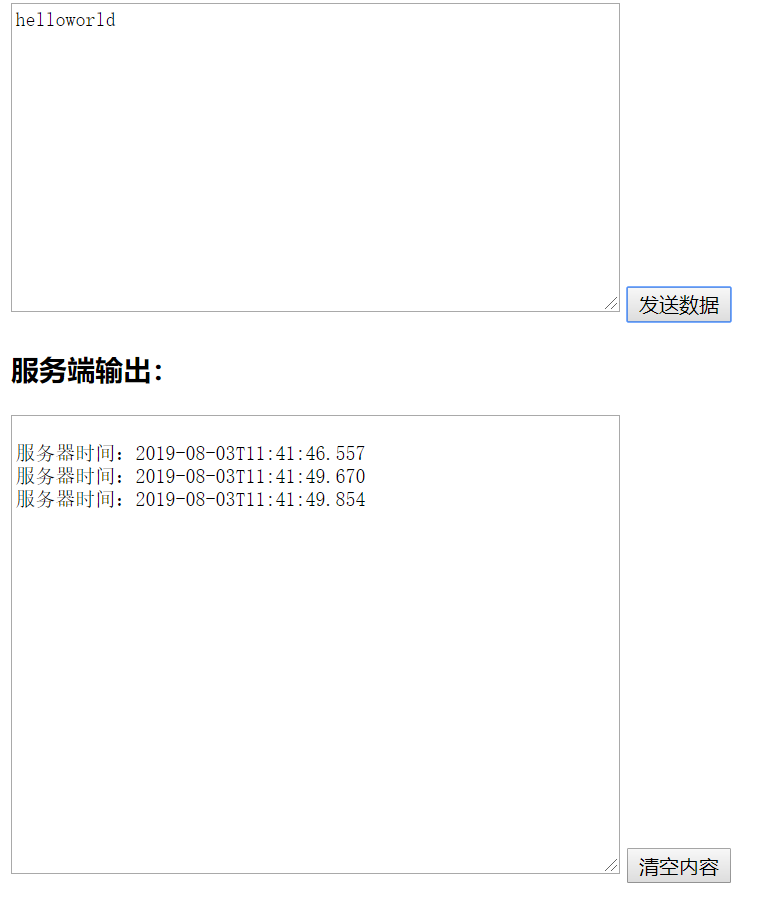 helloworld
发送数据
服务端输出：
服务器时间：2019-08-03T11:41:46.557
服务器时间：2019-08-03T11:41:49.670
服务器时间：2019-08-03T11:41:49.854
清空内容